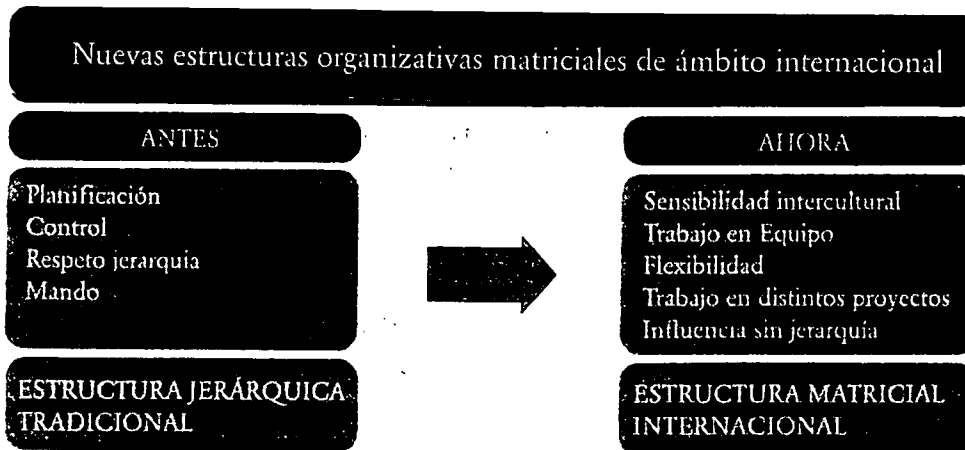 Nuevas estructuras organizativas matriciales de ámbito internacional
ANTES
Planificación
Control
Respeto jerarquía
Mando
ESTRUCTURA JERÁRQUICA
TRADICIONAL
AHORA
Sensibilidad intercultural
Trabajo en Equipo
Flexibilidad
Trabajo en distintos proyectos
Influencia sin jerarquía
ESTRUCTURA MATRICIAL
INTERNACIONAL